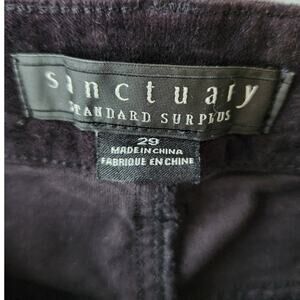 sanctuary
STANDARD SURPLUS
29
MADE IN CHINA
FABRIQUE EN CHINE